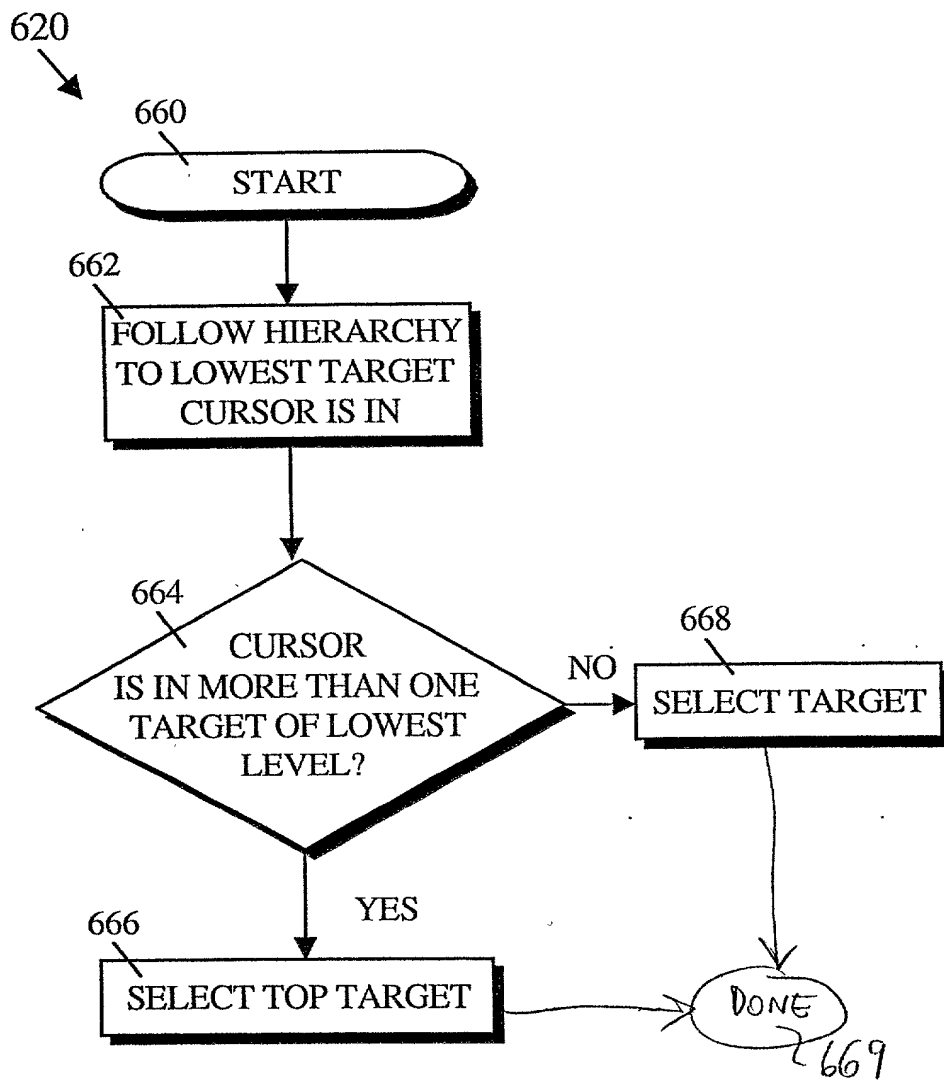 620
660
START
662
FOLLOW HIERARCHY
TO LOWEST TARGET
CURSOR IS IN
664
CURSOR
IS IN MORE THAN ONE
TARGET OF LOWEST
LEVEL?
NO
668
SELECT TARGET
YES
666
SELECT TOP TARGET
DONE
669